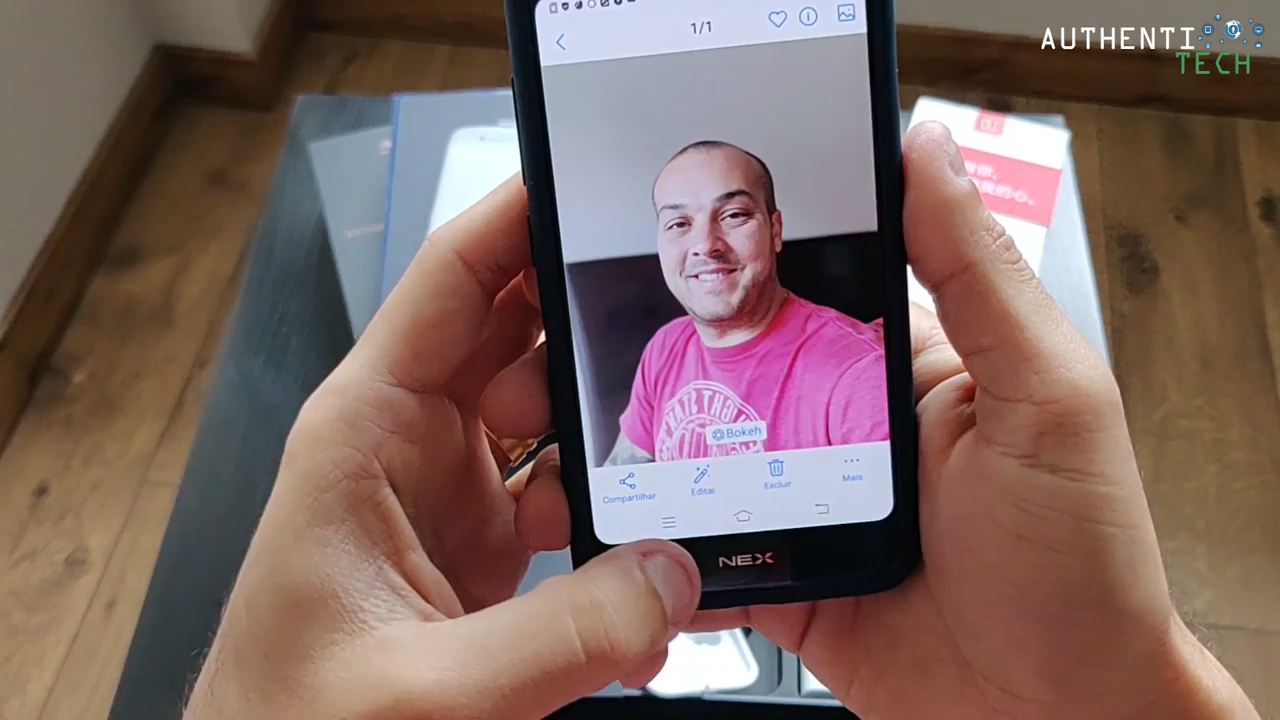 AUTHENTI
TECH
1/1
Bokeh
Compartilhar
Editar
Excluir
Mais
NEX